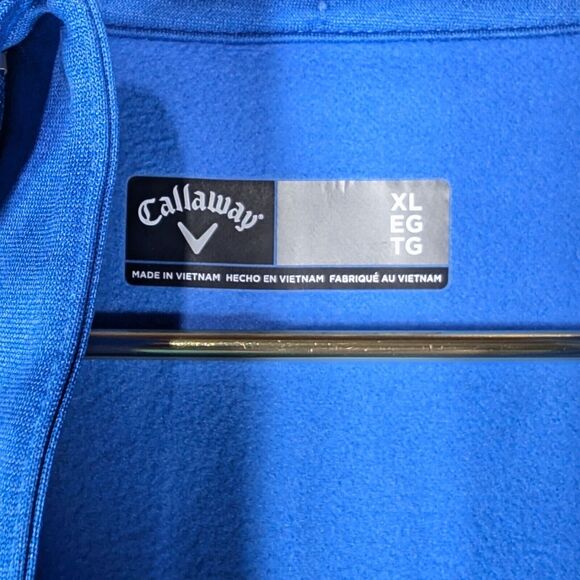 Callaway
XL
EG
TG
MADE IN VIETNAM HECHO EN VIETNAM FABRIQUÉ AU VIETNAM